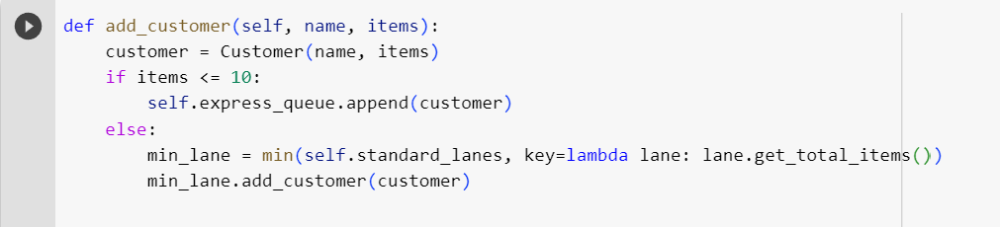 def add_customer(self, name, items):
    customer = Customer(name, items)
    if items <= 10:
        self.express_queue.append(customer)
    else:
        min_lane = min(self.standard_lanes, key=lambda lane: lane.get_total_items())
        min_lane.add_customer(customer)